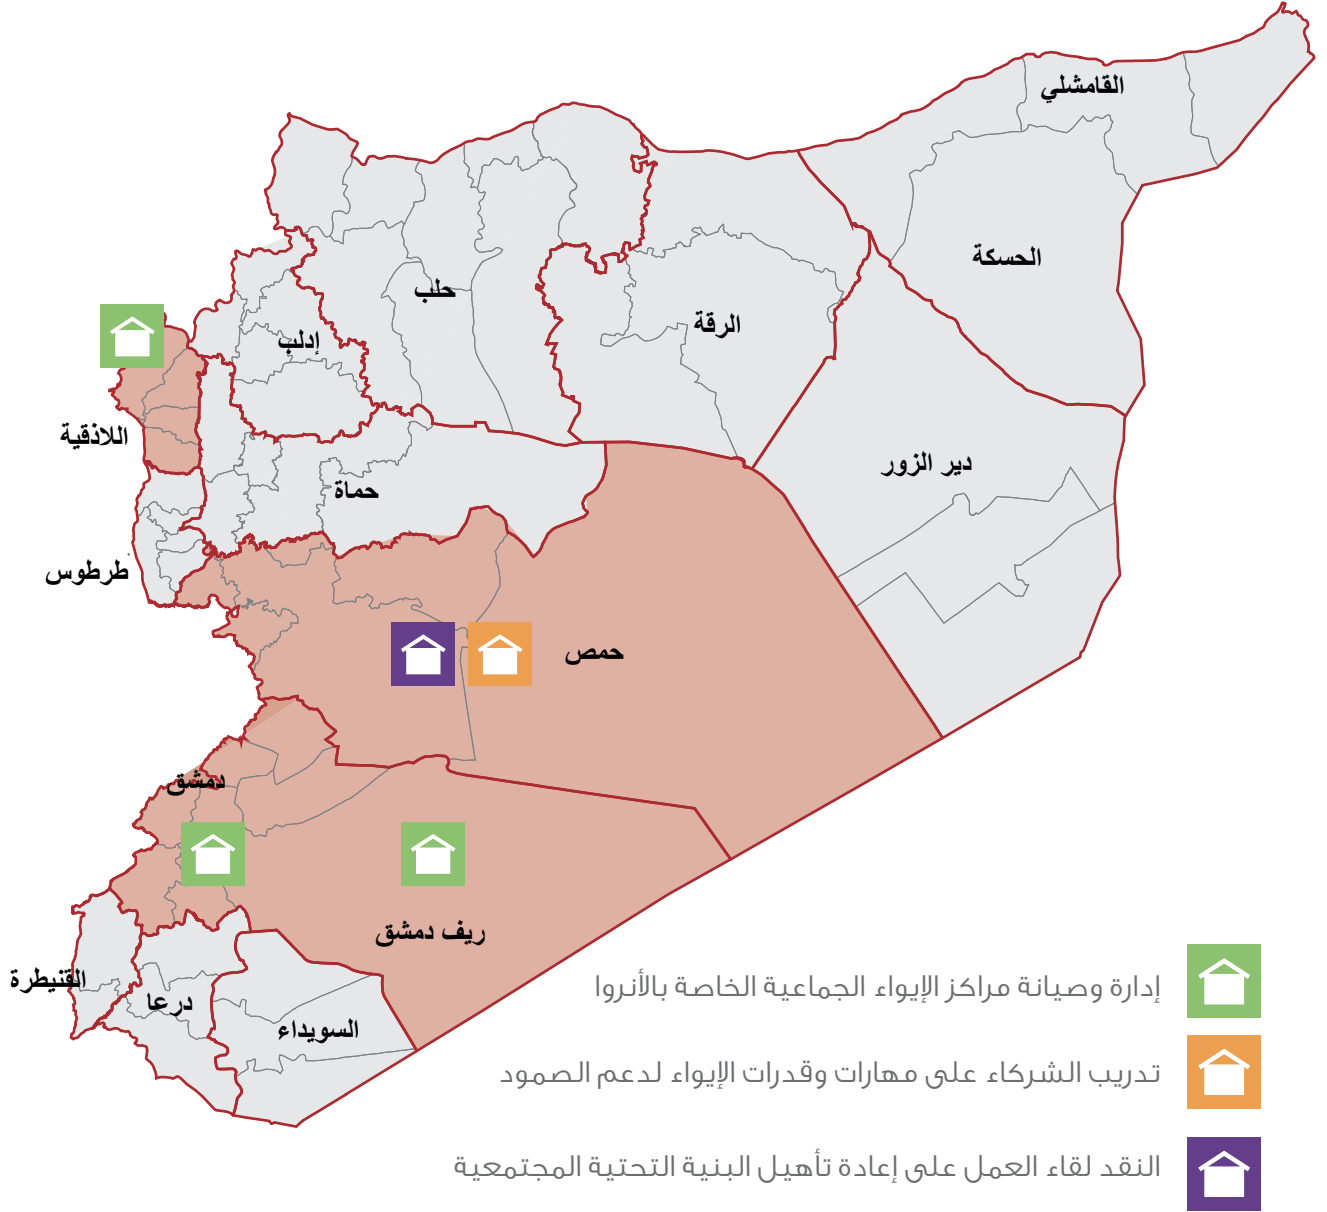 القامشلي
الحسكة
حلب
الرقة
إدلب
اللاذقية
دير الزور
حماة
طرطوس
حمص
دمشق
ريف دمشق
القنيطرة
درعا
السويداء
إدارة وصيانة مراكز الإيواء الجماعية الخاصة بالأنروا
تدريب الشركاء على مهارات وقدرات الإيواء لدعم الصمود
النقد لقاء العمل على إعادة تأهيل البنية التحتية المجتمعية